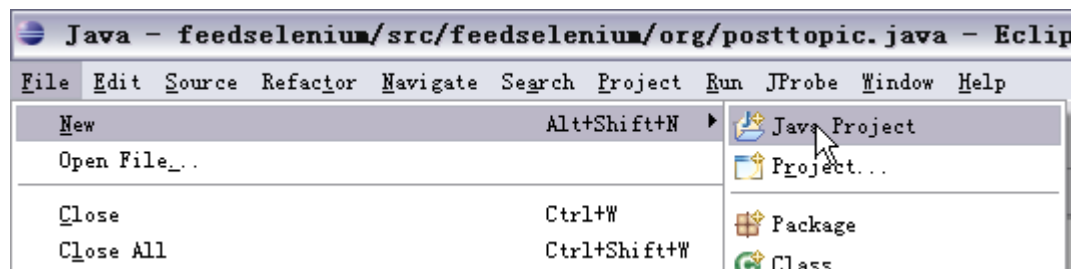 Java - feedselenium/src/feedselenium/org/posttopic.java - Eclip
File Edit Source Refactor Navigate Search Project Run JProbe Window Help
New Alt+Shift+N
Open File...
Close Ctrl+W
Close All Ctrl+Shift+W
Java Project
Project...
Package
Class